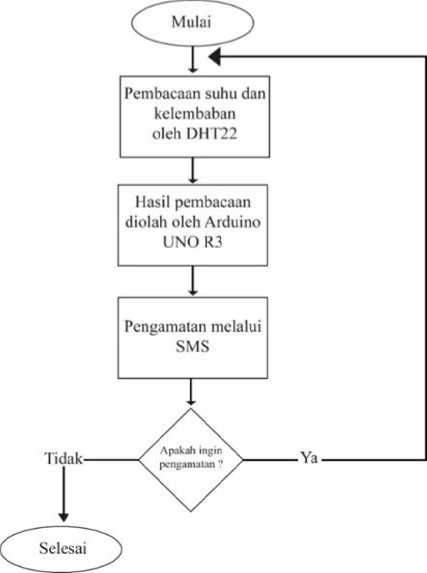 Mulai
Pembacaan suhu dan
kelembaban
oleh DHT22
Hasil pembacaan
diolah oleh Arduino
UNO R3
Pengamatan melalui
SMS
Apakah ingin
pengamatan ?
Tidak
Ya
Selesai